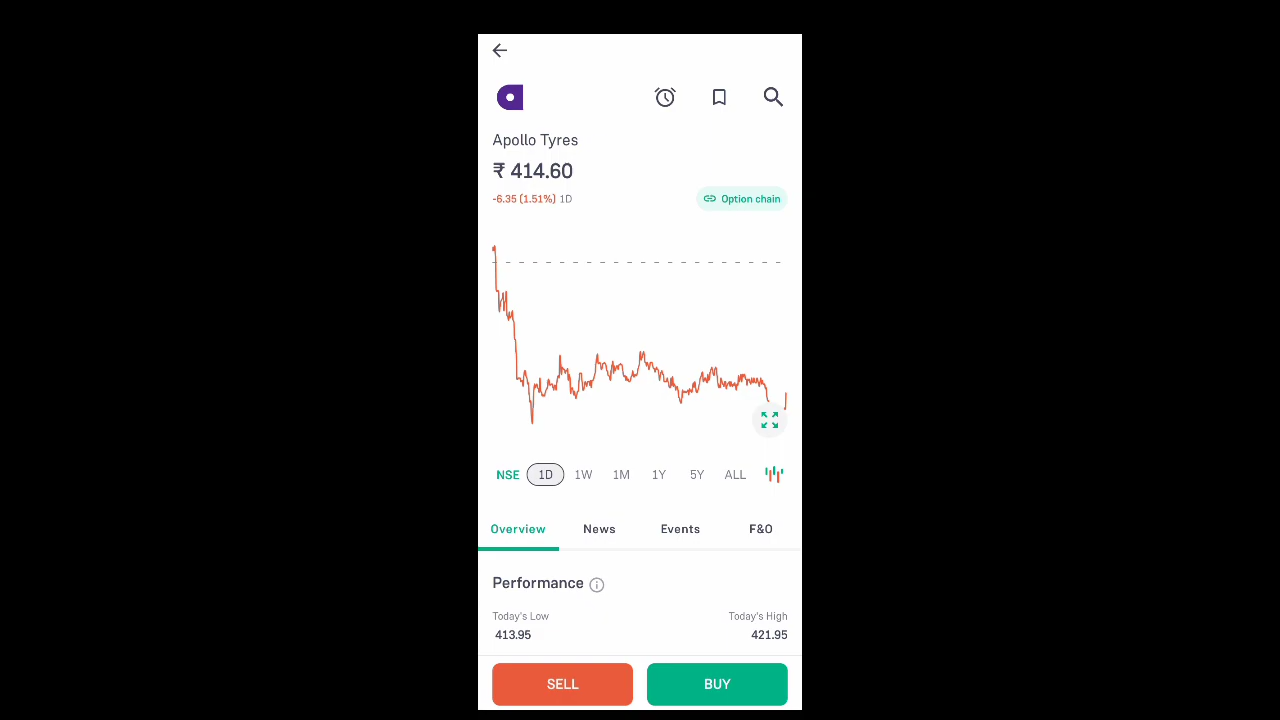 Apollo Tyres
₹ 414.60
-6.35 (1.51%) 1D
Option chain
NSE 1D 1W 1M 1Y 5Y ALL
Overview News Events F&O
Performance
Today's Low Today's High
413.95 421.95
SELL BUY